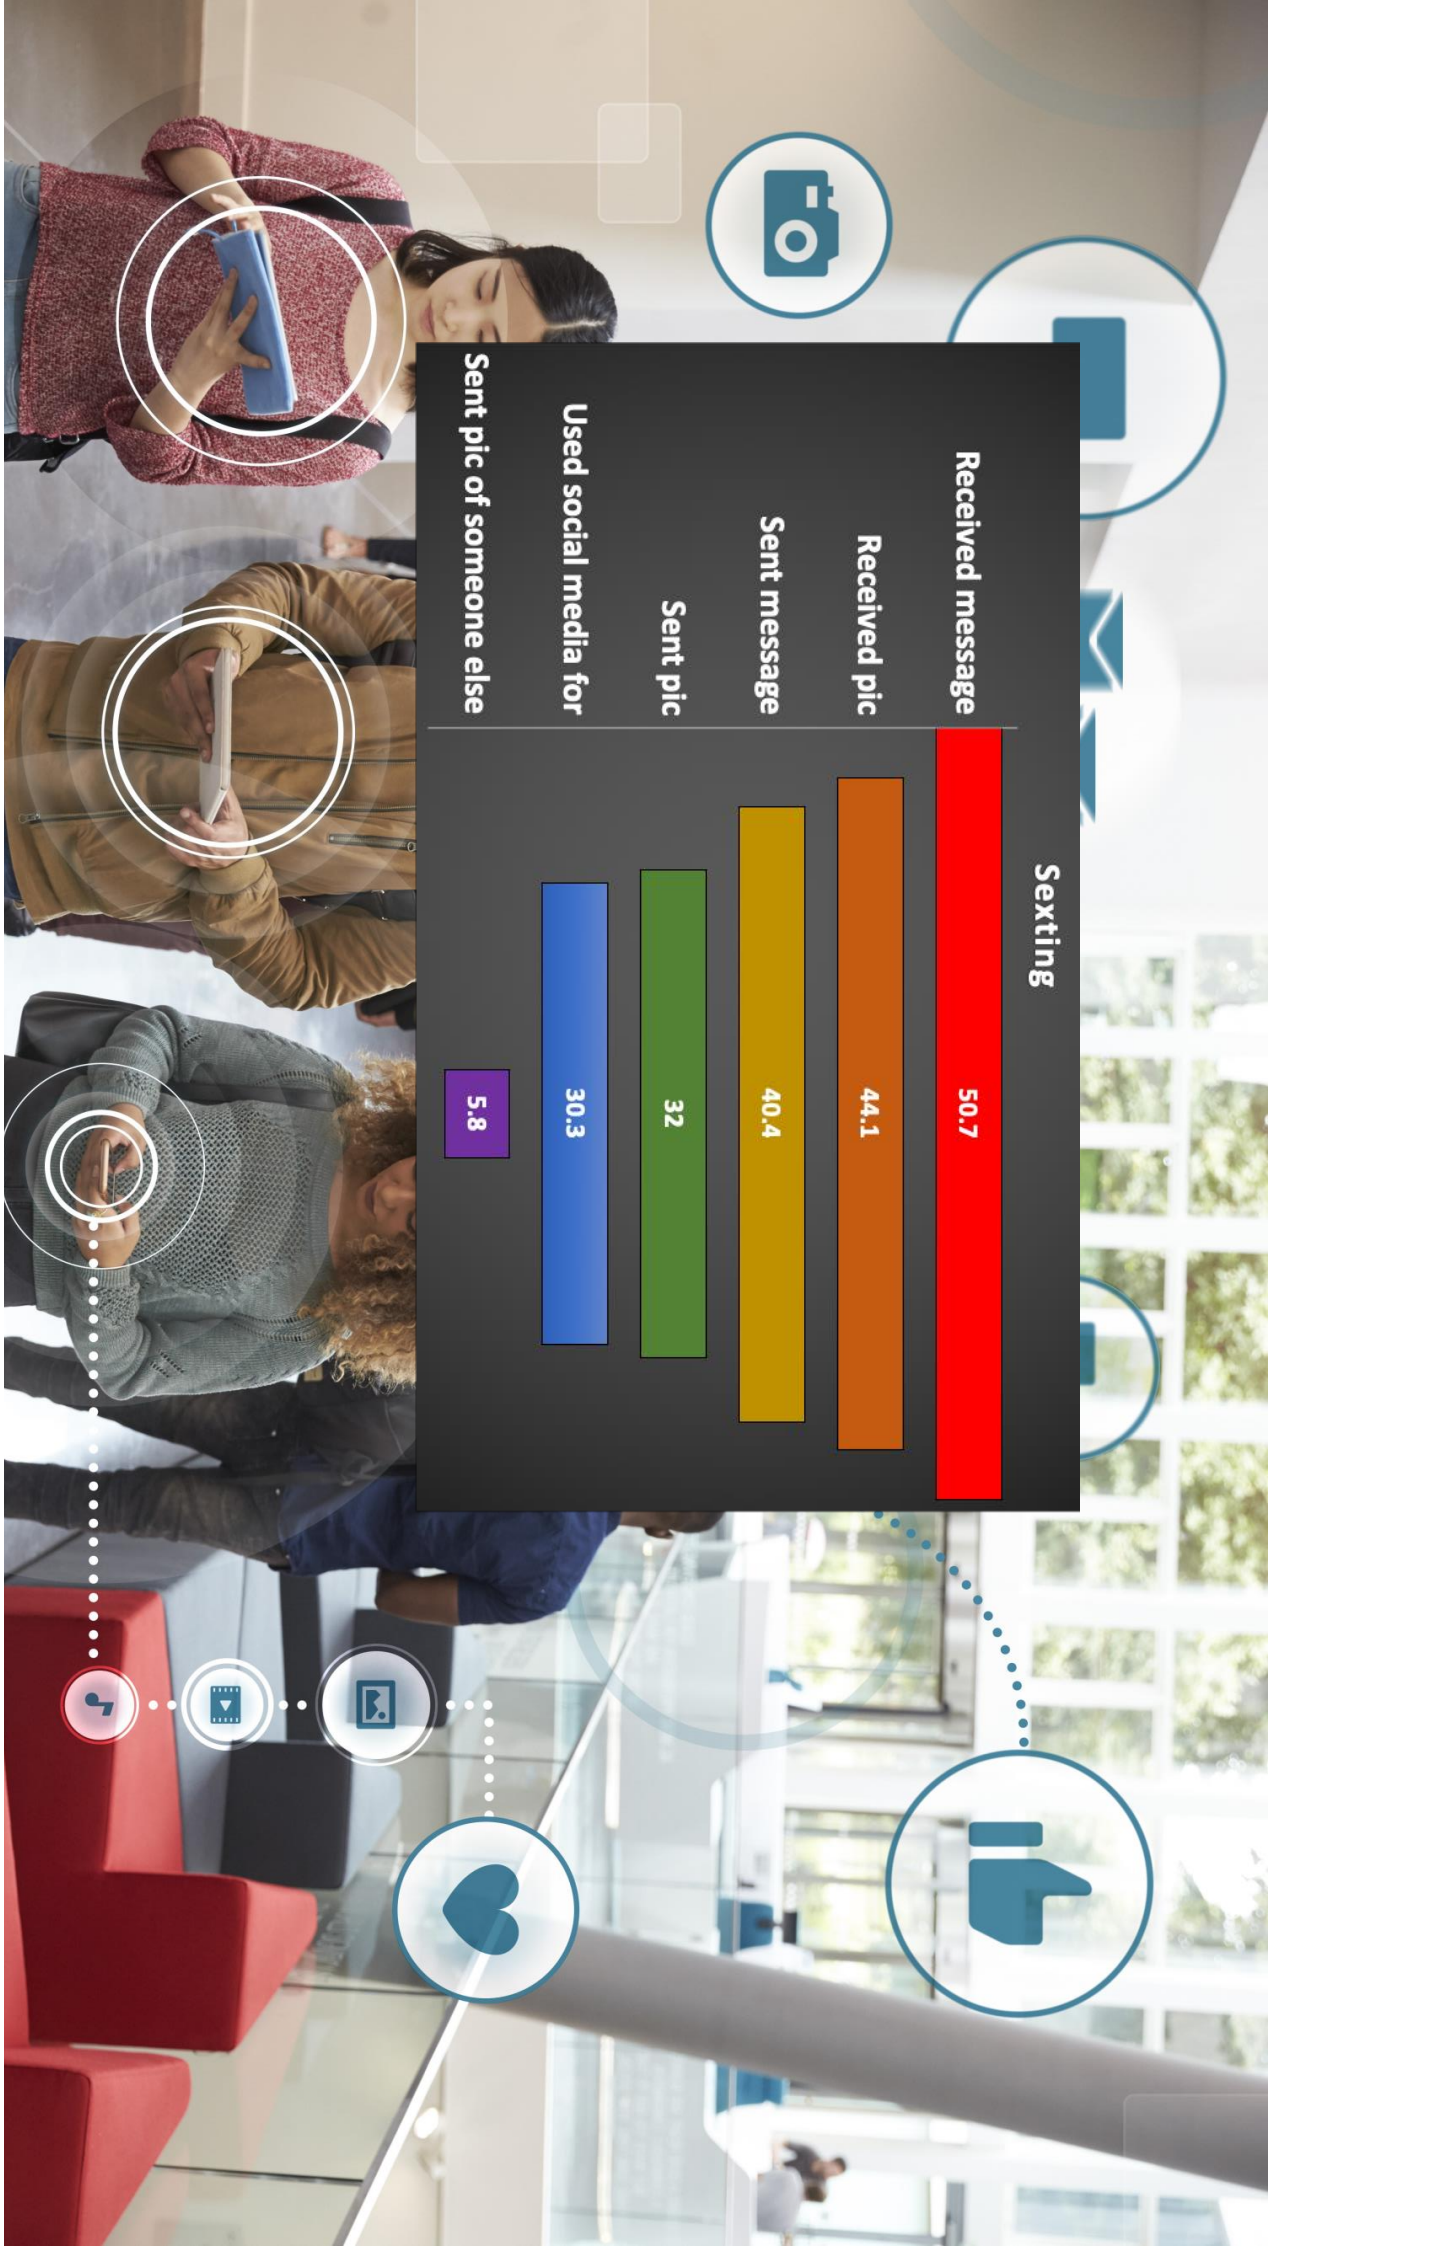 Sexting
Received message 50.7
Received pic 44.1
Sent message 40.4
Sent pic 32
Used social media for 30.3
Sent pic of someone else 5.8